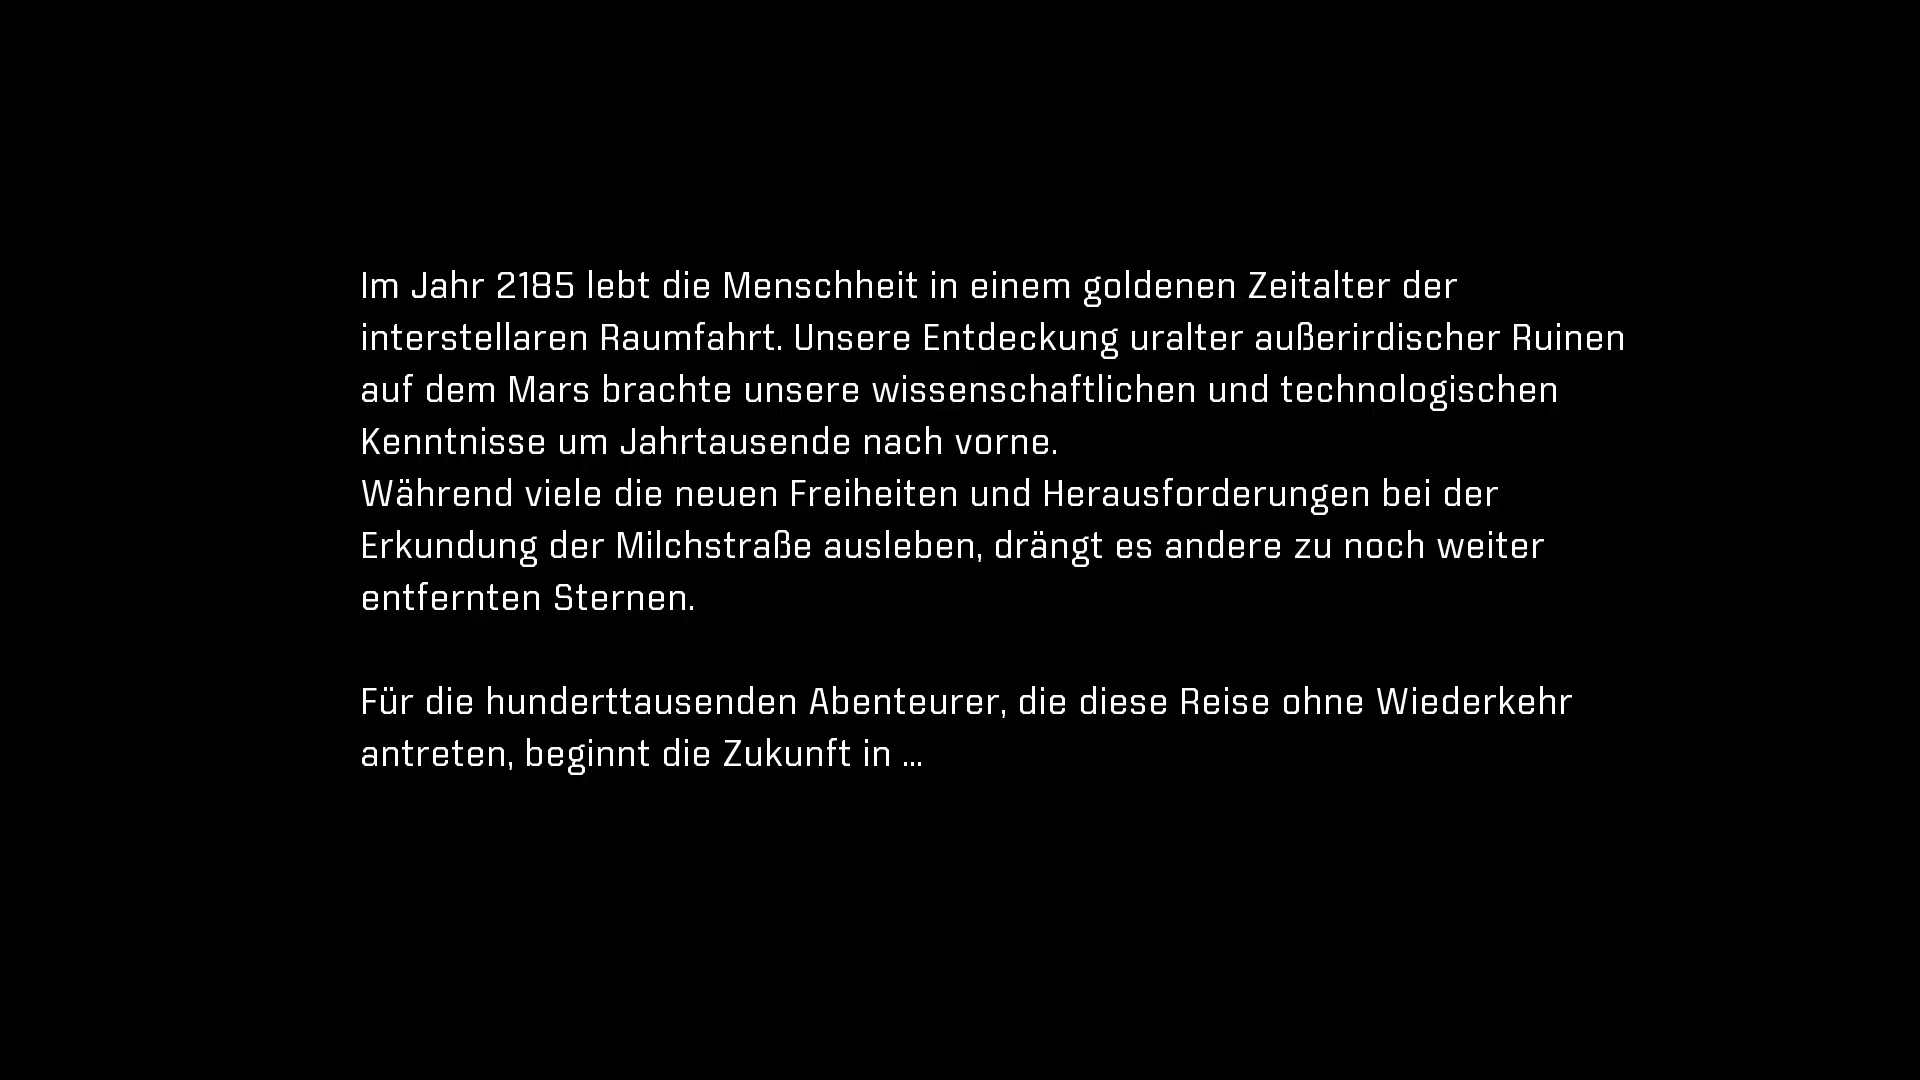 Im Jahr 2185 lebt die Menschheit in einem goldenen Zeitalter der
interstellaren Raumfahrt. Unsere Entdeckung uralter außerirdischer Ruinen
auf dem Mars brachte unsere wissenschaftlichen und technologischen
Kenntnisse um Jahrtausende nach vorne.
Während viele die neuen Freiheiten und Herausforderungen bei der
Erkundung der Milchstraße ausleben, drängt es andere zu noch weiter
entfernten Sternen.
Für die hunderttausenden Abenteurer, die diese Reise ohne Wiederkehr
antreten, beginnt die Zukunft in ...